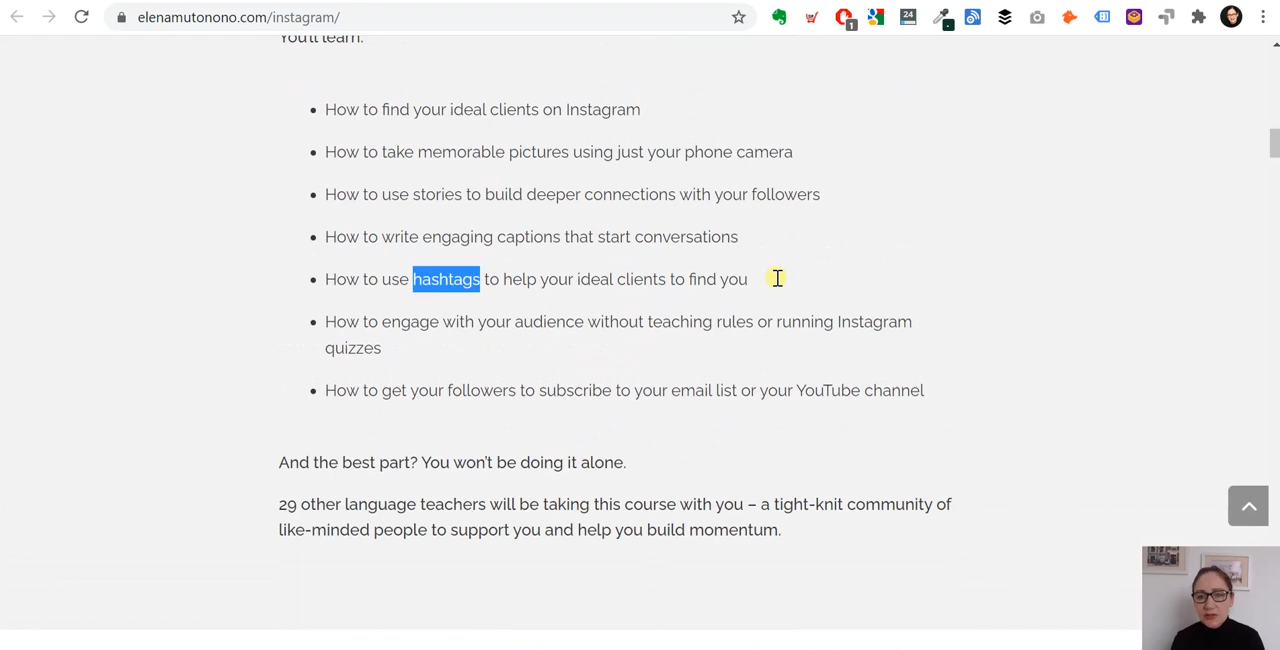 elenamutonono.com/instagram/
1
24
You'll learn:
How to find your ideal clients on Instagram
How to take memorable pictures using just your phone camera
How to use stories to build deeper connections with your followers
How to write engaging captions that start conversations
How to use hashtags to help your ideal clients to find you
How to engage with your audience without teaching rules or running Instagram
quizzes
How to get your followers to subscribe to your email list or your YouTube channel
And the best part? You won't be doing it alone.
29 other language teachers will be taking this course with you – a tight-knit community of
like-minded people to support you and help you build momentum.